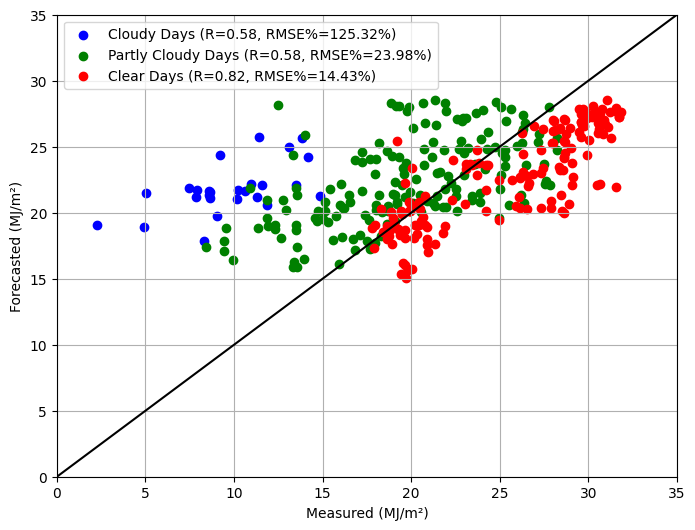 Cloudy Days (R=0.58, RMSE%=125.32%)
Partly Cloudy Days (R=0.58, RMSE%=23.98%)
Clear Days (R=0.82, RMSE%=14.43%)
Forecasted (MJ/m²)
35
30
25
20
15
10
5
0
0 5 10 15 20 25 30 35
Measured (MJ/m²)